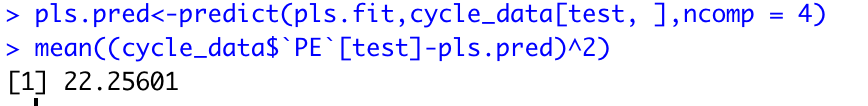 > pls.pred<-predict(pls.fit,cycle_data[test, ],ncomp = 4)
> mean((cycle_data$`PE`[test]-pls.pred)^2)
[1] 22.25601